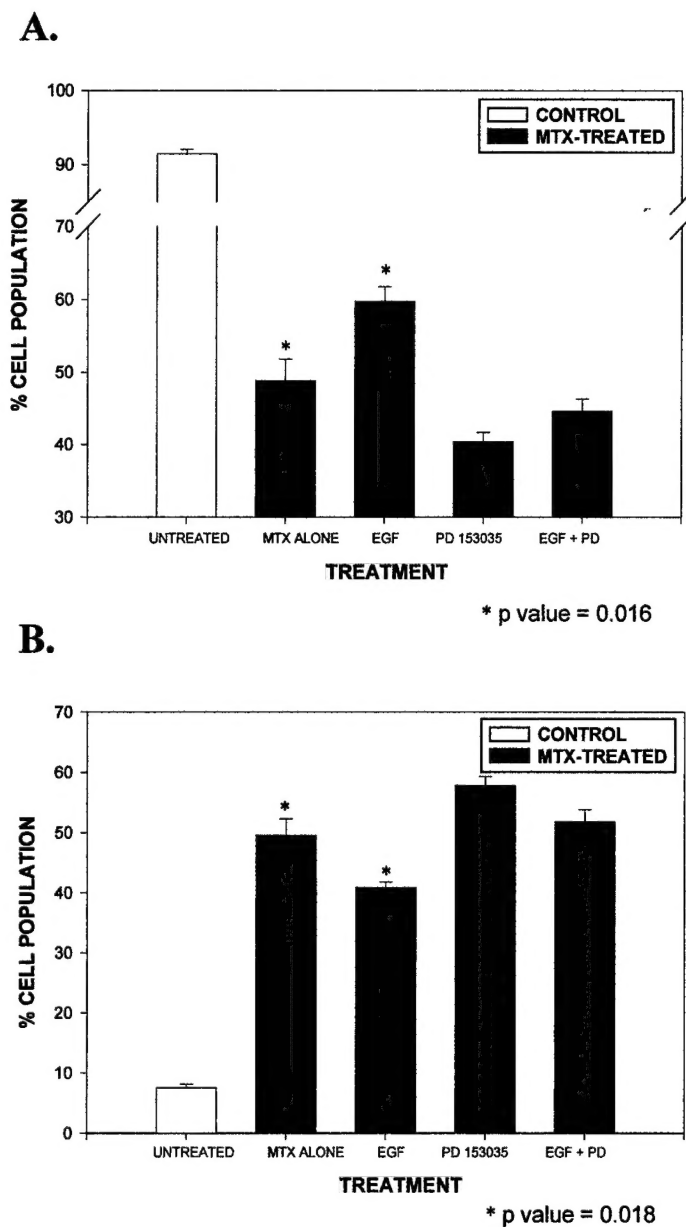 A.
100
90
70
60
50
40
30
% CELL POPULATION
CONTROL
MTX-TREATED
*
*
UNTREATED MTX ALONE EGF PD 153035 EGF + PD
TREATMENT
* p value = 0.016
B.
70
60
50
40
30
20
10
0
% CELL POPULATION
CONTROL
MTX-TREATED
*
*
UNTREATED MTX ALONE EGF PD 153035 EGF + PD
TREATMENT
* p value = 0.018